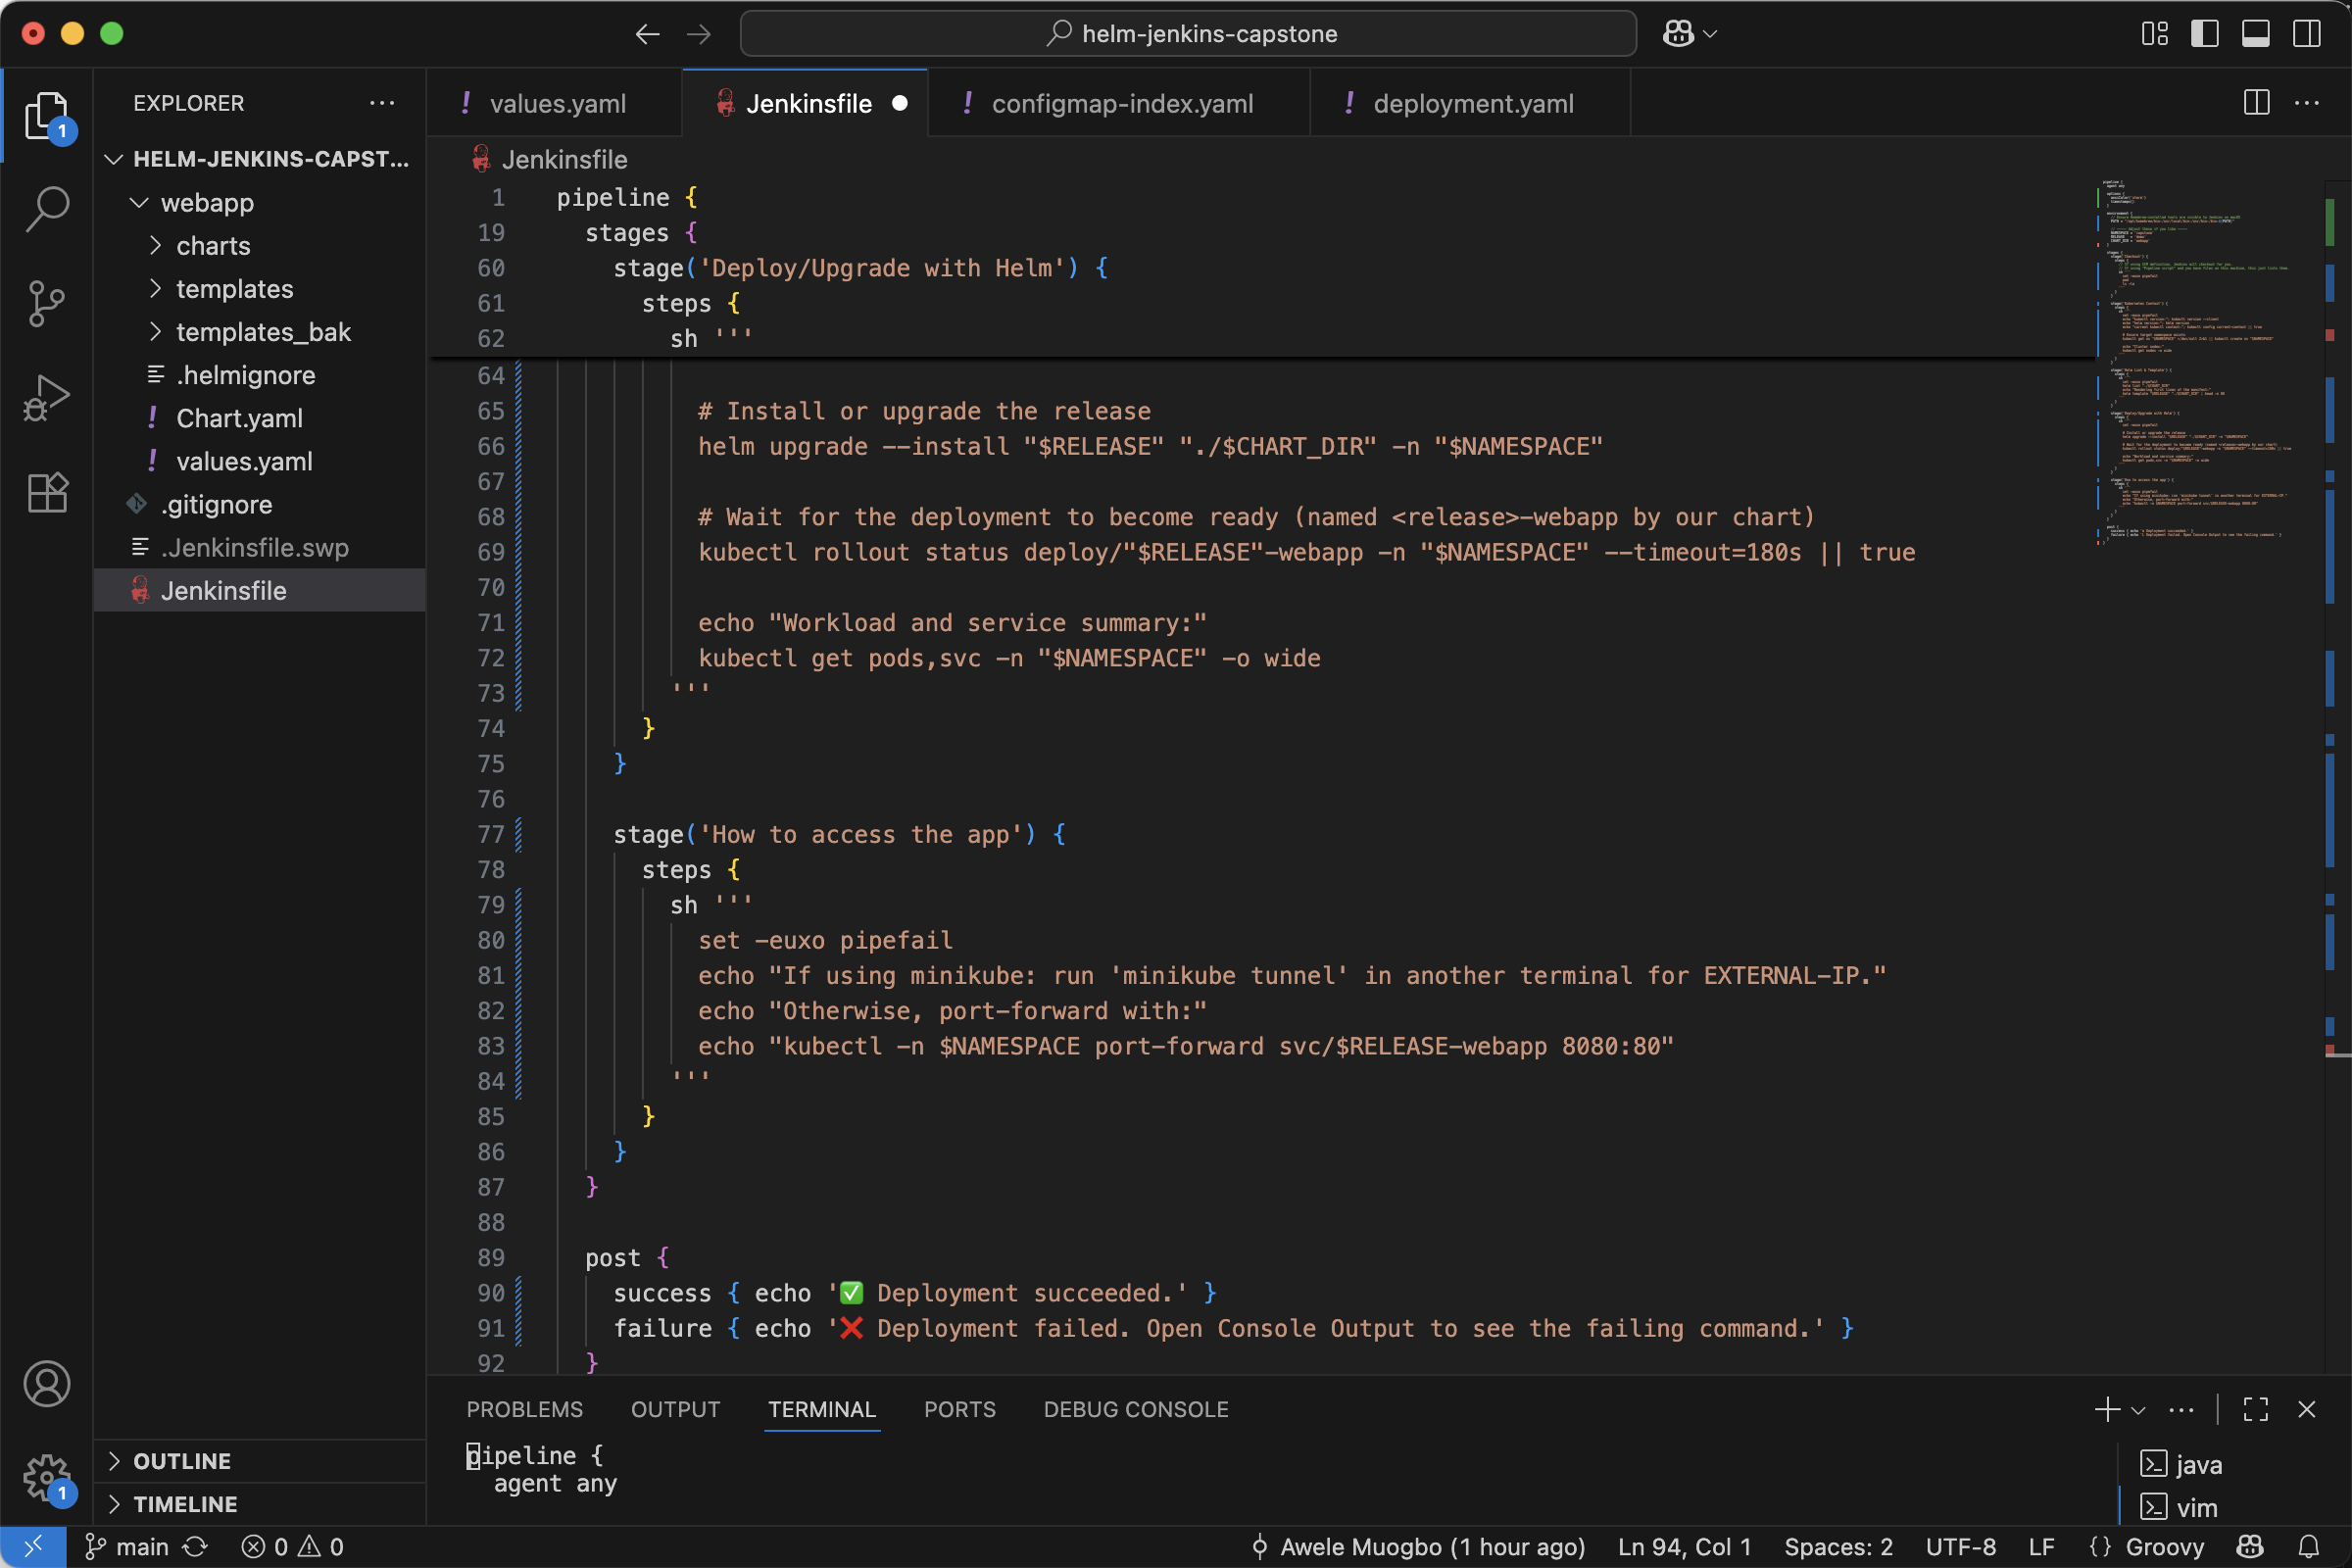 helm-jenkins-capstone
EXPLORER
HELM-JENKINS-CAPST...
webapp
charts
templates
templates_bak
.helmignore
! Chart.yaml
! values.yaml
.gitignore
.Jenkinsfile.swp
Jenkinsfile
OUTLINE
TIMELINE
1
1
! values.yaml
Jenkinsfile
! configmap-index.yaml
! deployment.yaml
Jenkinsfile
1 pipeline {
19 stages {
60 stage('Deploy/Upgrade with Helm') {
61 steps {
62 sh '''
64
65 # Install or upgrade the release
66 helm upgrade --install "$RELEASE" "./$CHART_DIR" -n "$NAMESPACE"
67
68 # Wait for the deployment to become ready (named <release>-webapp by our chart)
69 kubectl rollout status deploy/"$RELEASE"-webapp -n "$NAMESPACE" --timeout=180s || true
70
71 echo "Workload and service summary:"
72 kubectl get pods,svc -n "$NAMESPACE" -o wide
73 '''
74 }
75 }
76
77 stage('How to access the app') {
78 steps {
79 sh '''
80 set -euxo pipefail
81 echo "If using minikube: run 'minikube tunnel' in another terminal for EXTERNAL-IP."
82 echo "Otherwise, port-forward with:"
83 echo "kubectl -n $NAMESPACE port-forward svc/$RELEASE-webapp 8080:80"
84 '''
85 }
86 }
87 }
88
89 post {
90 success { echo '✅ Deployment succeeded.' }
91 failure { echo '❌ Deployment failed. Open Console Output to see the failing command.' }
92 }
PROBLEMS OUTPUT TERMINAL PORTS DEBUG CONSOLE
pipeline {
agent any
java
vim
main 0 0 Awele Muogbo (1 hour ago) Ln 94, Col 1 Spaces: 2 UTF-8 LF {} Groovy